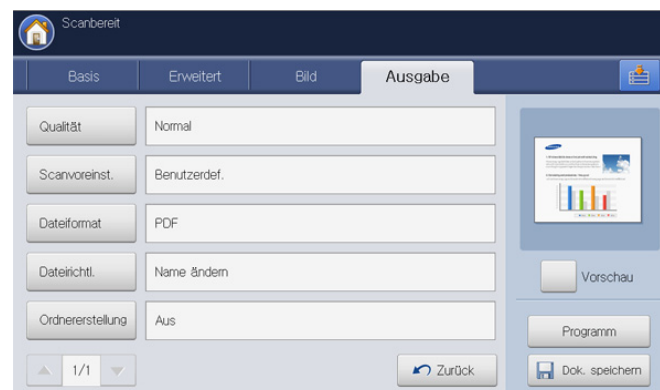 Scanbereit
Basis
Erweitert
Bild
Ausgabe
Qualität
Normal
Scanvoreinst.
Benutzerdef.
Dateiformat
PDF
Dateirichtl.
Name ändern
Vorschau
Ordnererstellung
Aus
Programm
1/1
Zurück
Dok. speichern